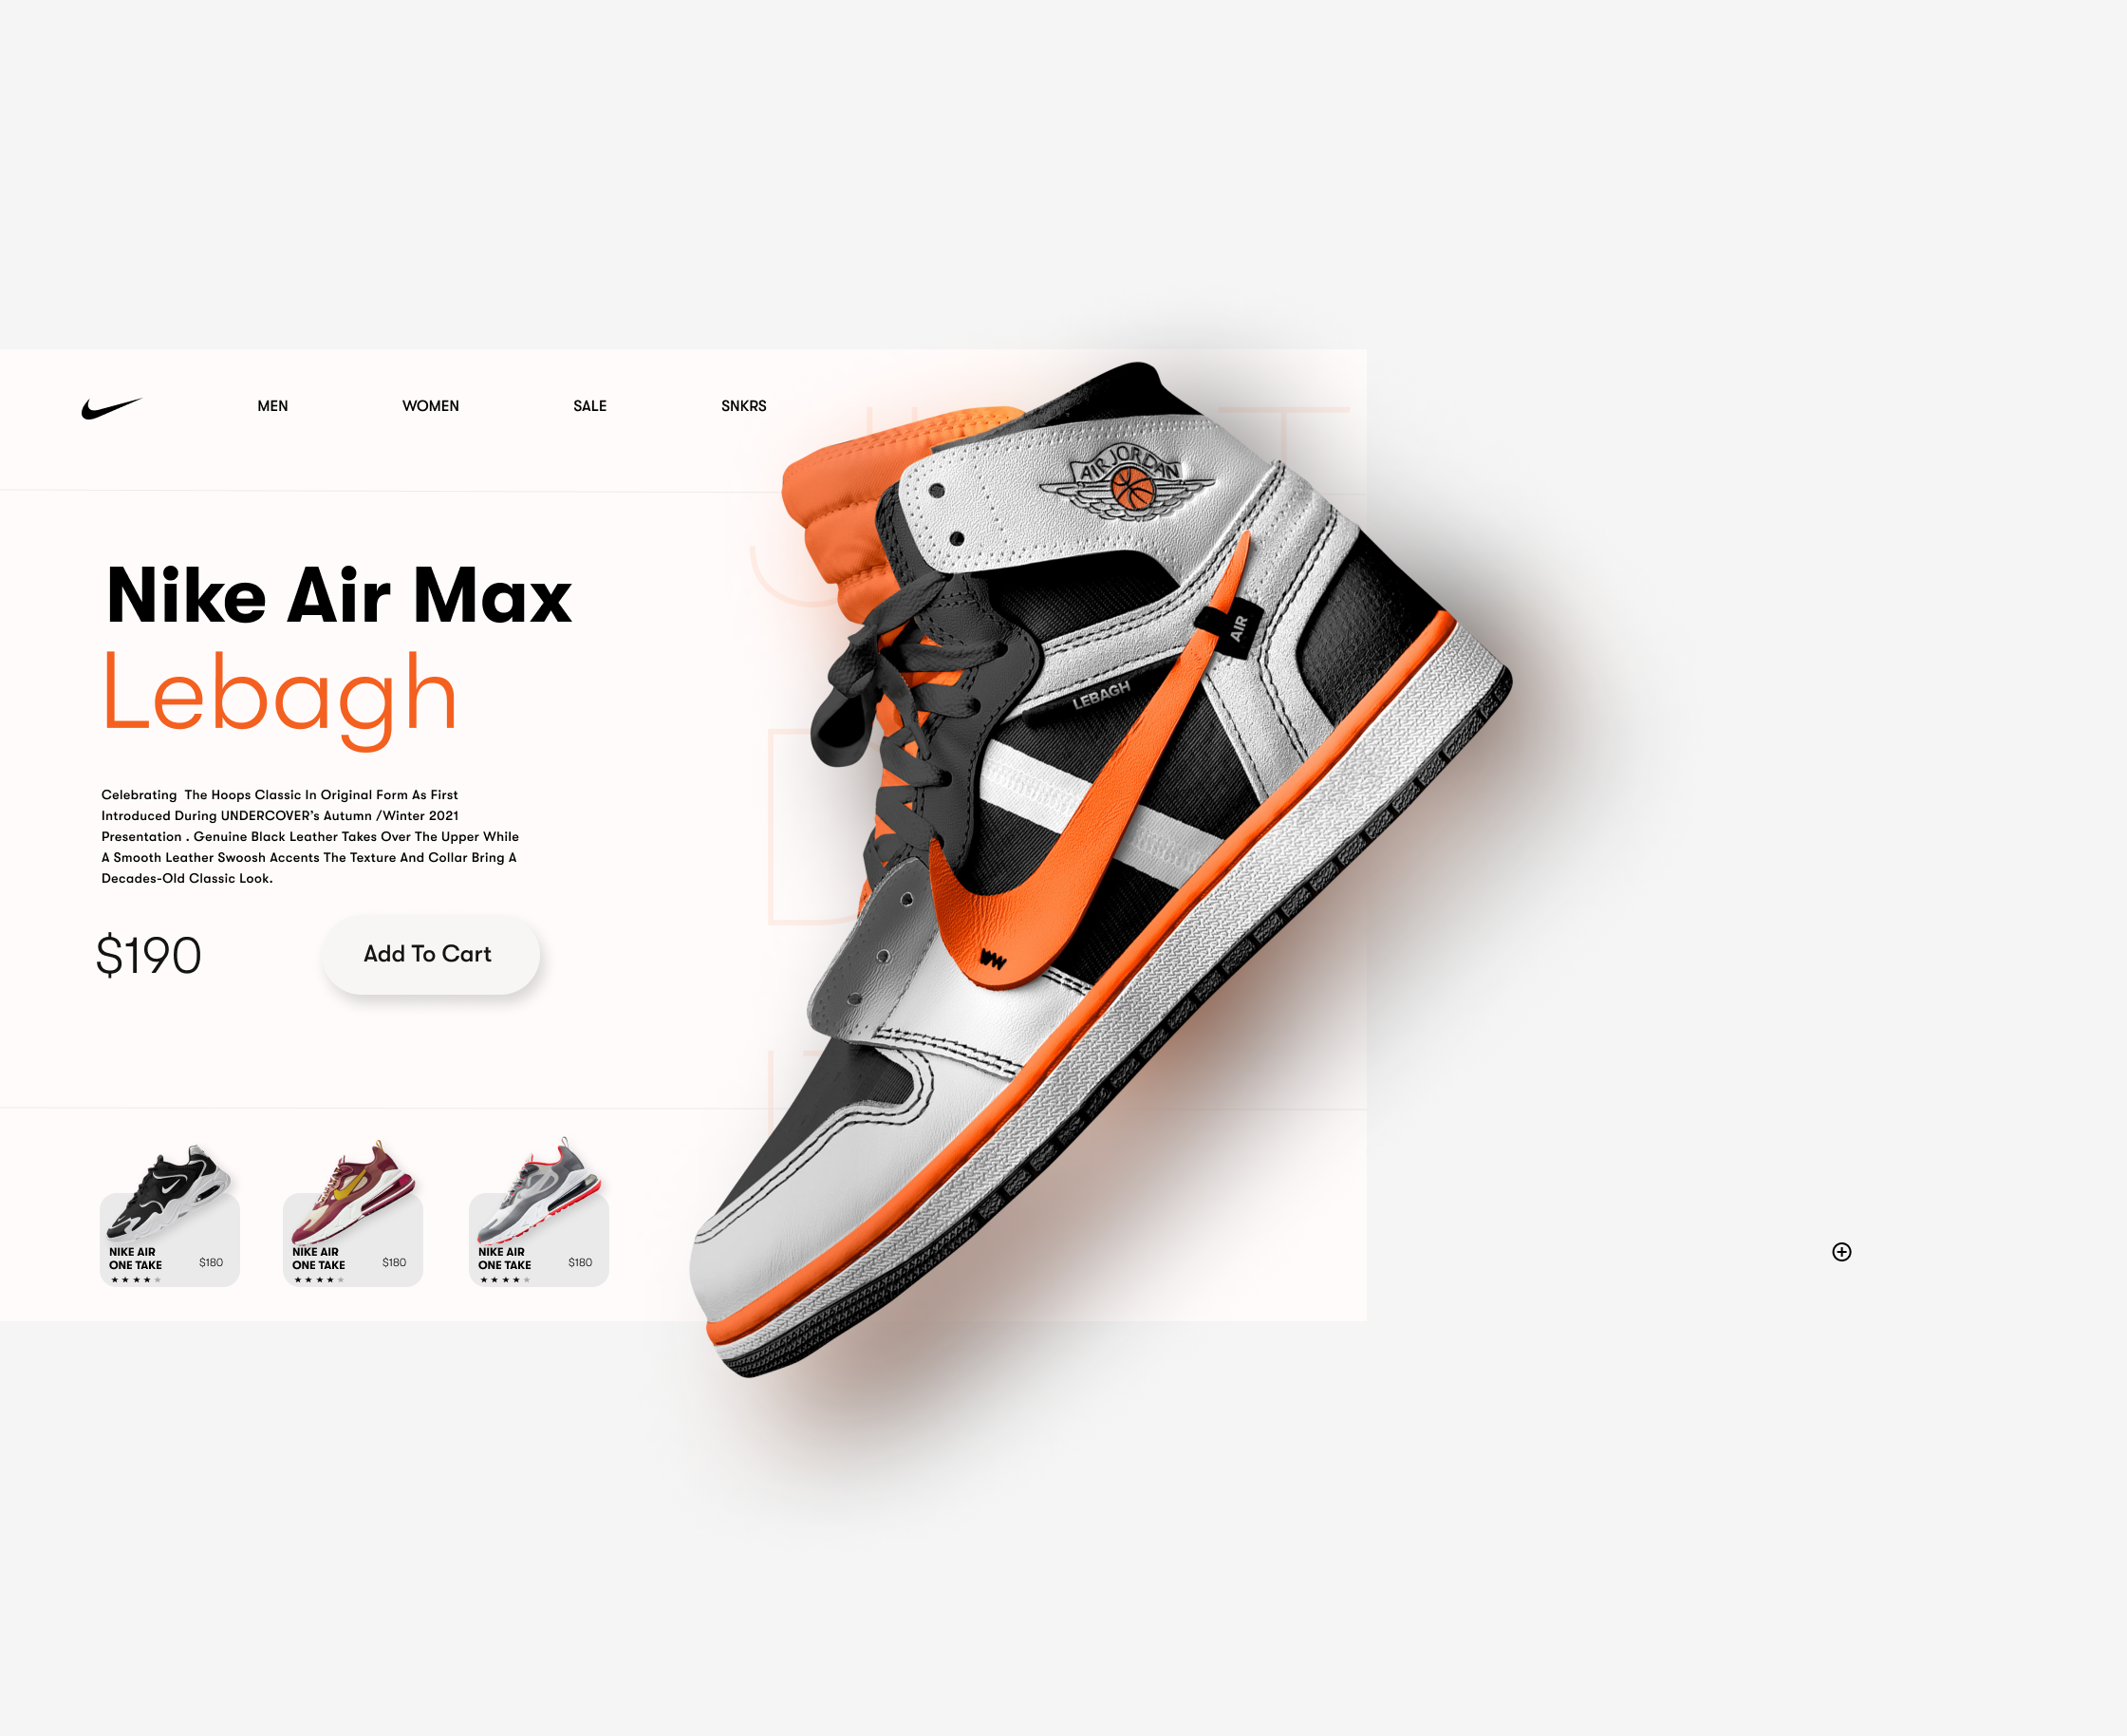 MEN
WOMEN
SALE
SNKRS
Nike Air Max
Lebagh
Celebrating  The Hoops Classic In Original Form As First
Introduced During UNDERCOVER's Autumn /Winter 2021
Presentation . Genuine Black Leather Takes Over The Upper While
A Smooth Leather Swoosh Accents The Texture And Collar Bring A
Decades-Old Classic Look.
$190
Add To Cart
NIKE AIR
ONE TAKE
$180
NIKE AIR
ONE TAKE
$180
NIKE AIR
ONE TAKE
$180
AIR JORDAN
AIR
LEBAGH